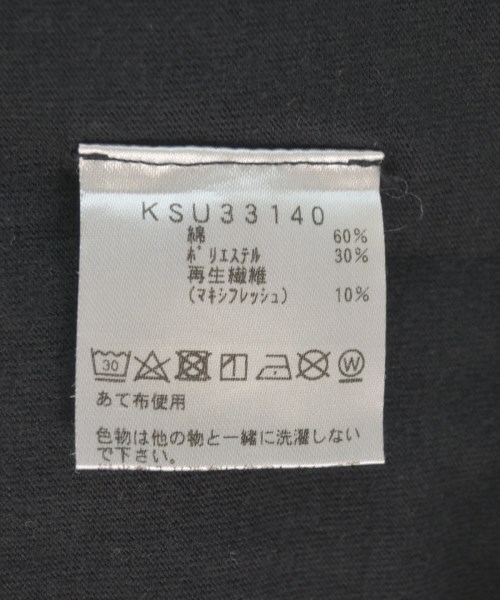 KSU33140
綿 60%
ポリエステル 30%
再生繊維
(マキシフレッシュ) 10%
30 W
あて布使用
色物は他の物と一緒に洗濯しない
で下さい。